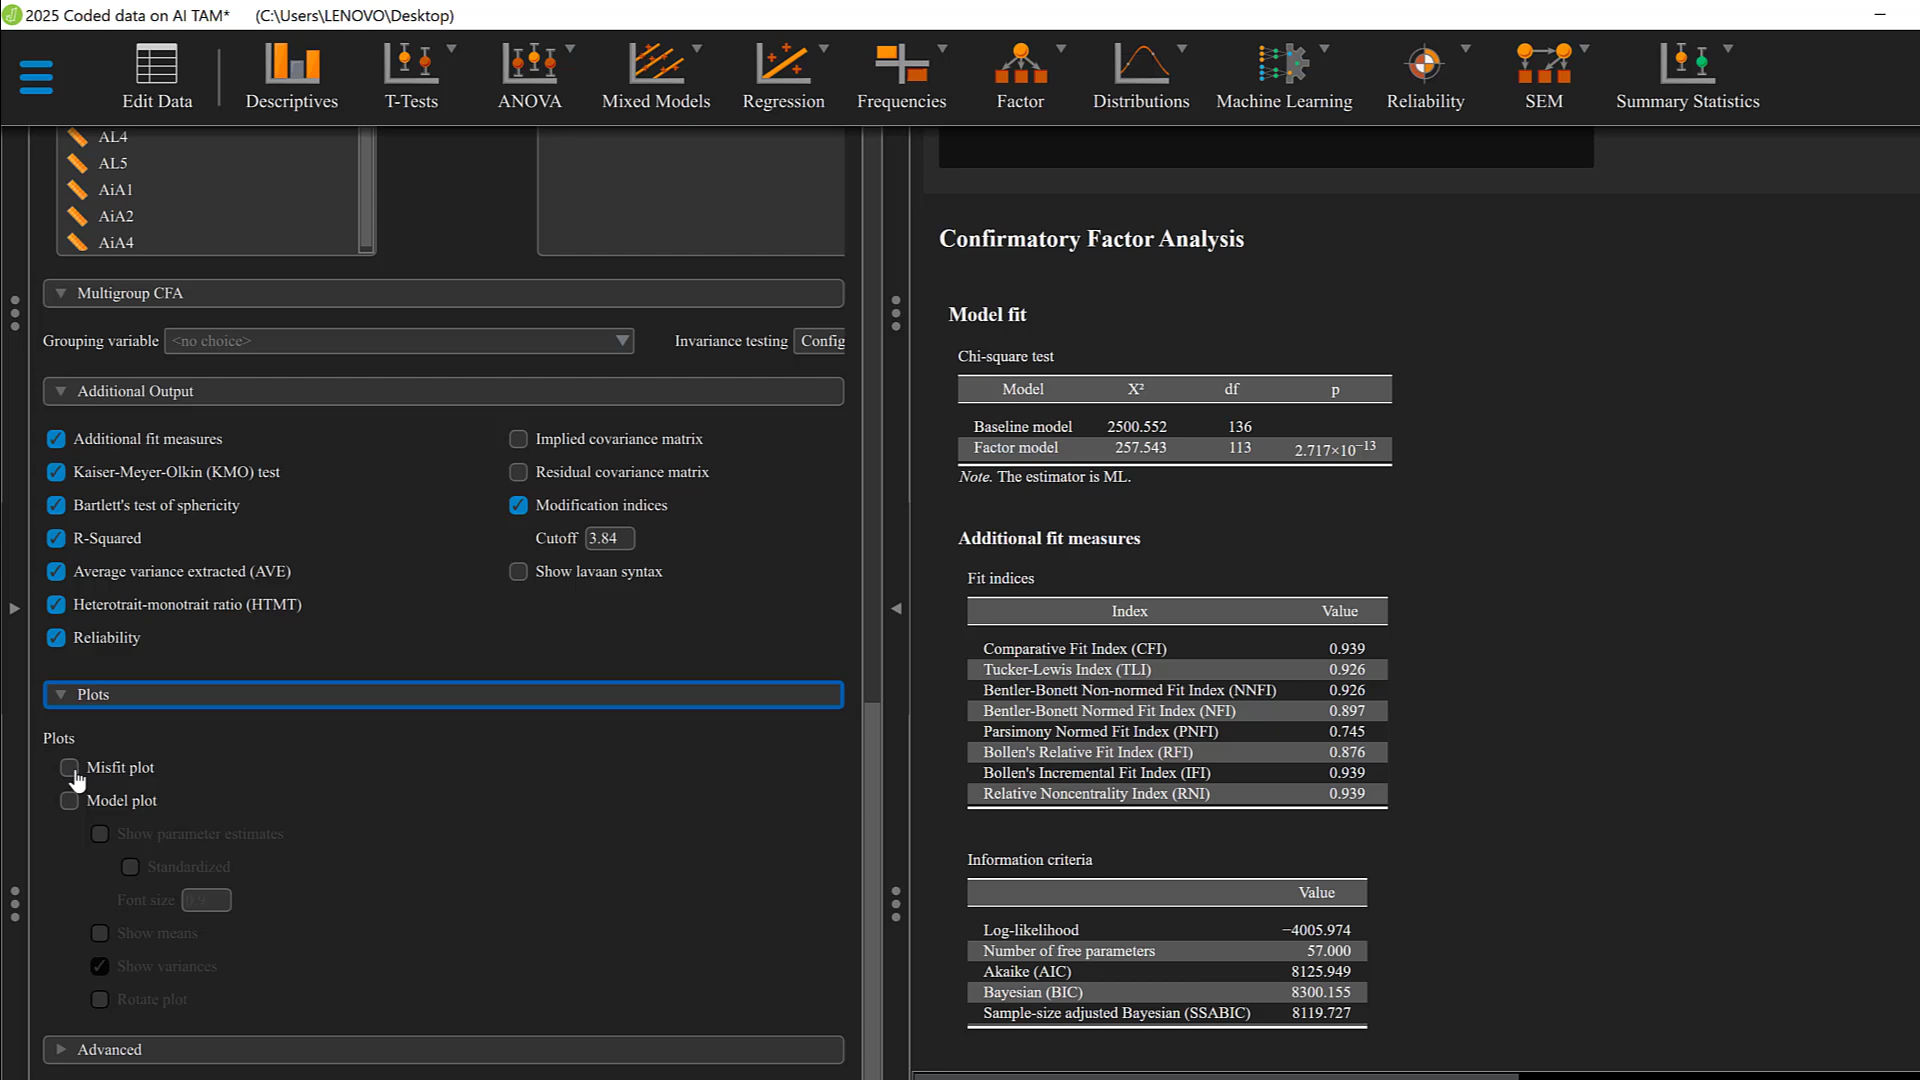 2025 Coded data on AI TAM* (C:\Users\LENOVO\Desktop)
Edit Data
Descriptives
T-Tests
ANOVA
Mixed Models
Regression
Frequencies
Factor
Distributions
Machine Learning
Reliability
SEM
Summary Statistics
AL4
AL5
AiA1
AiA2
AiA4
Multigroup CFA
Grouping variable <no choice> Invariance testing Config
Additional Output
Additional fit measures
Kaiser-Meyer-Olkin (KMO) test
Bartlett's test of sphericity
R-Squared
Average variance extracted (AVE)
Heterotrait-monotrait ratio (HTMT)
Reliability
Implied covariance matrix
Residual covariance matrix
Modification indices
Cutoff 3.84
Show lavaan syntax
Plots
Plots
Misfit plot
Model plot
Show parameter estimates
Standardized
Font size
Show means
Show variances
Rotate plot
Advanced
Confirmatory Factor Analysis
Model fit
Chi-square test
Model X² df p
Baseline model 2500.552 136
Factor model 257.543 113 2.717×10⁻¹³
Note. The estimator is ML.
Additional fit measures
Fit indices
Index Value
Comparative Fit Index (CFI) 0.939
Tucker-Lewis Index (TLI) 0.926
Bentler-Bonett Non-normed Fit Index (NNFI) 0.926
Bentler-Bonett Normed Fit Index (NFI) 0.897
Parsimony Normed Fit Index (PNFI) 0.745
Bollen's Relative Fit Index (RFI) 0.876
Bollen's Incremental Fit Index (IFI) 0.939
Relative Noncentrality Index (RNI) 0.939
Information criteria
Value
Log-likelihood −4005.974
Number of free parameters 57.000
Akaike (AIC) 8125.949
Bayesian (BIC) 8300.155
Sample-size adjusted Bayesian (SSABIC) 8119.727